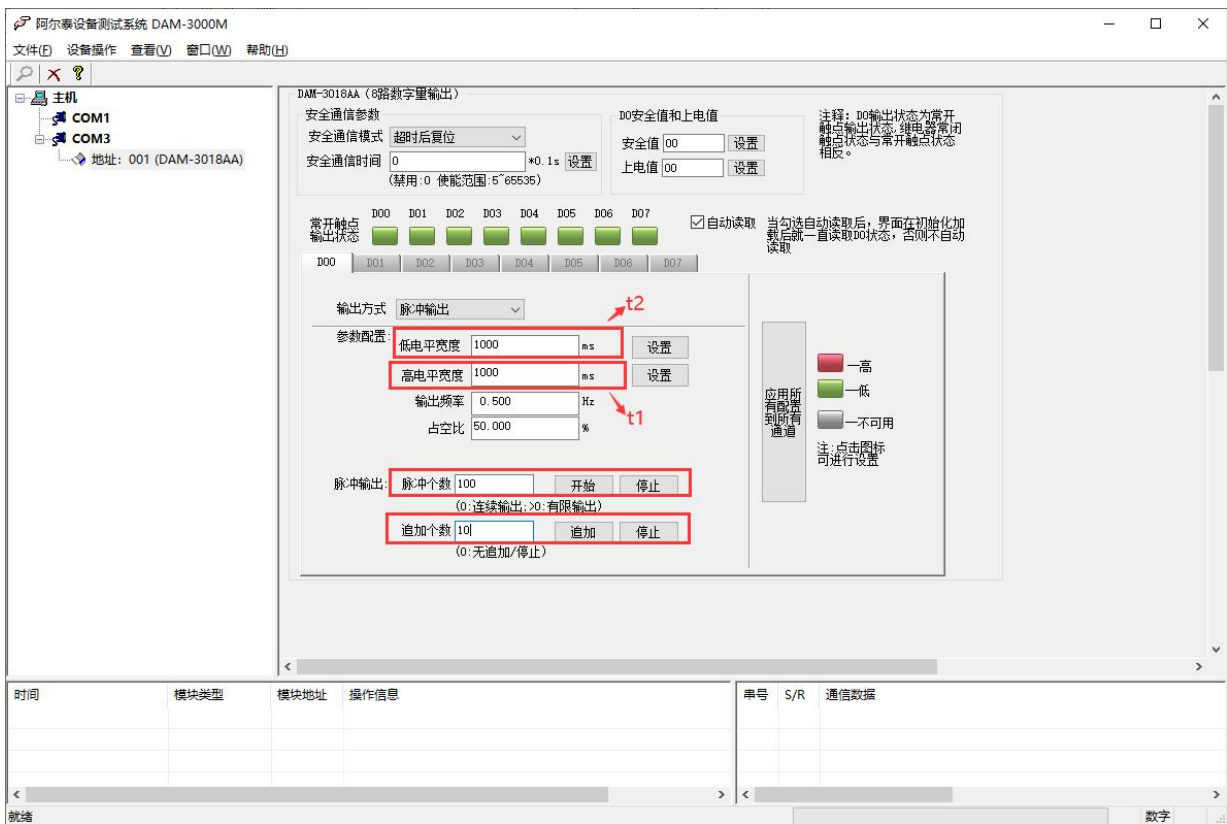 阿尔泰设备测试系统 DAM-3000M
文件(F) 设备操作 查看(V) 窗口(W) 帮助(H)
主机
COM1
COM3
地址：001 (DAM-3018AA)
DAM-3018AA (8路数字量输出)
安全通信参数
安全通信模式 超时后复位
安全通信时间 0 *0.1s 设置
(禁用:0 使能范围:5~65535)
DO安全值和上电值
安全值 00 设置
上电值 00 设置
注释: DO输出状态为常开
触点输出状态,继电器常闭
触点状态与常开触点状态
相反。
DO0 DO1 DO2 DO3 DO4 DO5 DO6 DO7
常开触点
输出状态
自动读取
当勾选自动读取后，界面在初始化加
载后就一直读取DO状态，否则不自动
读取
DO0 DO1 DO2 DO3 DO4 DO5 DO6 DO7
输出方式 脉冲输出
t2
参数配置:
低电平宽度 1000 ms 设置
高电平宽度 1000 ms 设置
输出频率 0.500 Hz
t1
占空比 50.000 %
脉冲输出: 脉冲个数 100 开始 停止
(0:连续输出;>0:有限输出)
追加个数 10 追加 停止
(0:无追加/停止)
应用所
有配置
到所有
通道
—高
—低
—不可用
注:点击图标
可进行设置
时间 模块类型 模块地址 操作信息
串号 S/R 通信数据
就绪 数字